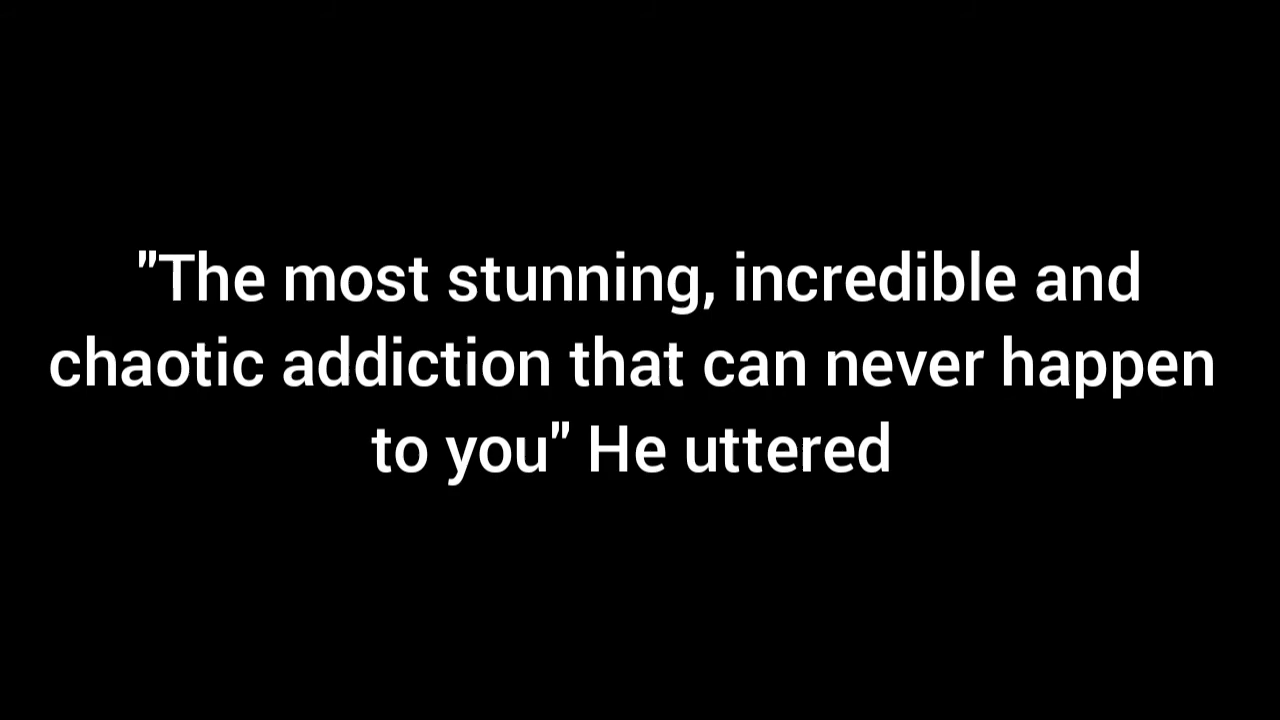 "The most stunning, incredible and
chaotic addiction that can never happen
to you" He uttered